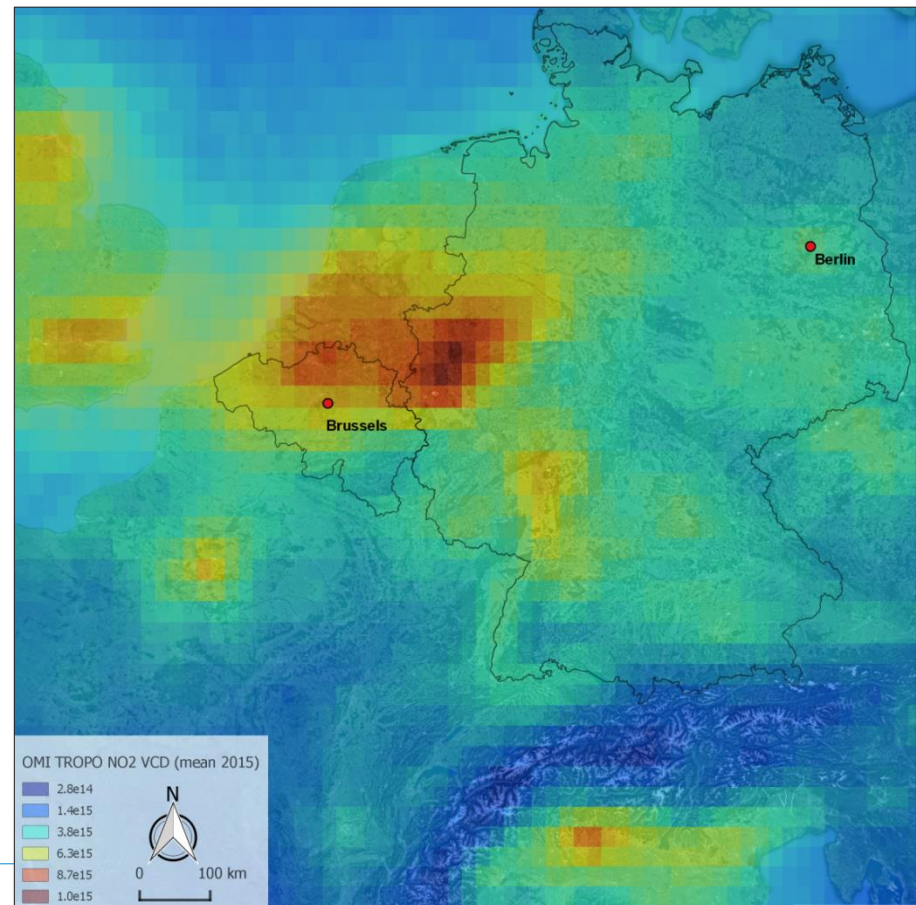 Berlin
Brussels
OMI TROPO NO2 VCD (mean 2015)
2.8e14
1.4e15
3.8e15
6.3e15
8.7e15
1.0e15
N
0 100 km